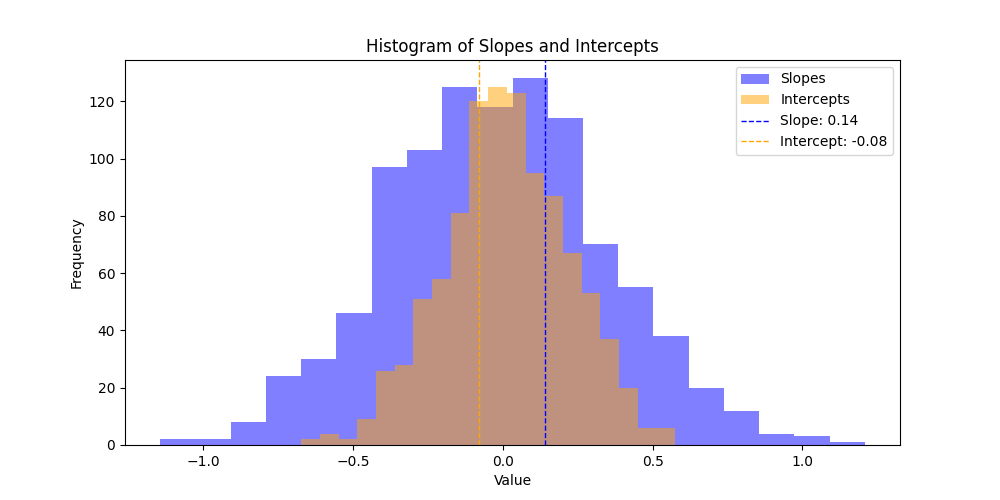 Histogram of Slopes and Intercepts
Slopes
Intercepts
Slope: 0.14
Intercept: -0.08
Frequency
120
100
80
60
40
20
0
−1.0
−0.5
0.0
0.5
1.0
Value